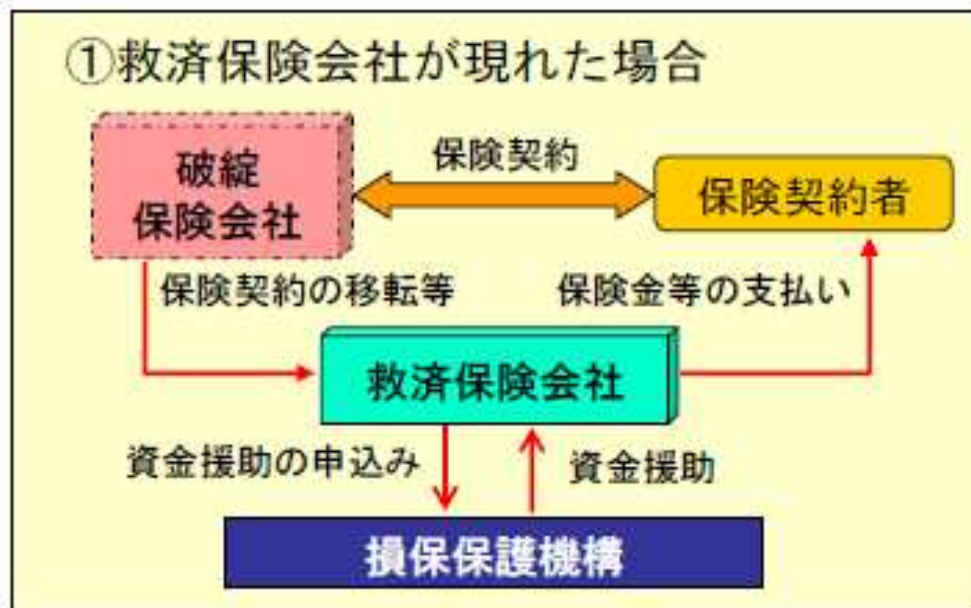 ①救済保険会社が現れた場合
破綻
保険会社
保険契約
保険契約者
保険契約の移転等
保険金等の支払い
救済保険会社
資金援助の申込み
資金援助
損保保護機構